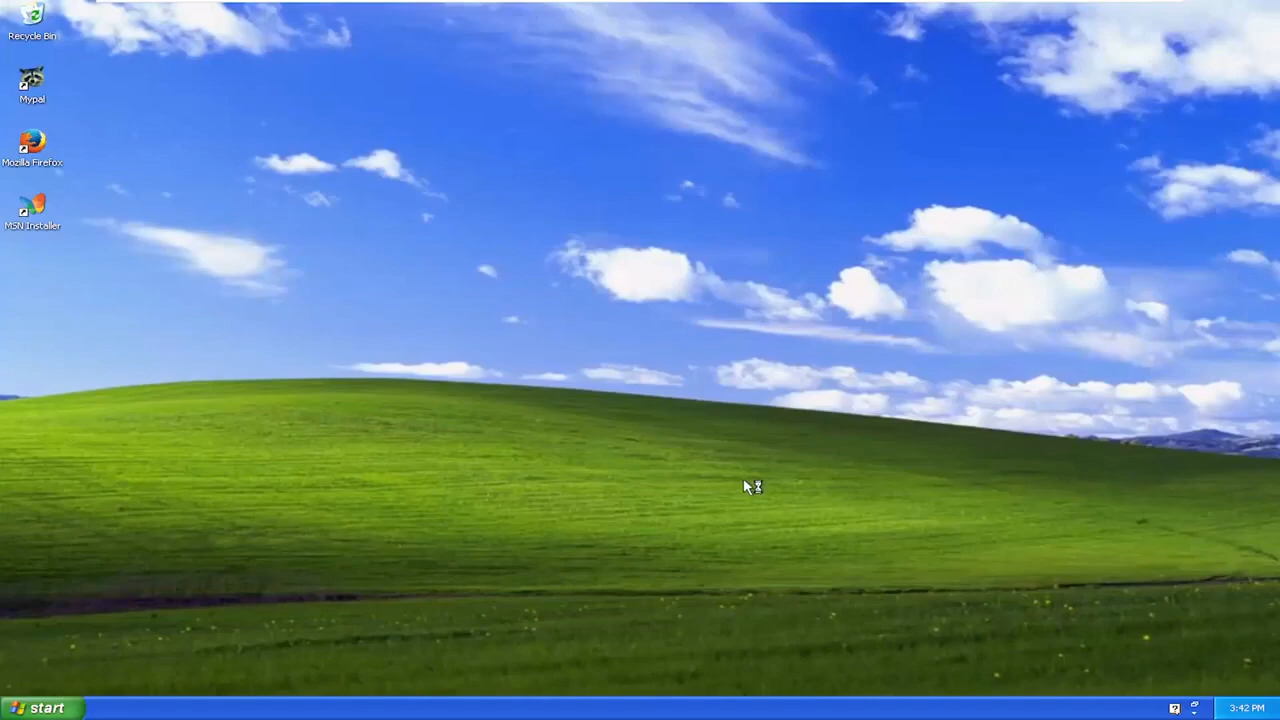 Recycle Bin
Mypal
Mozilla Firefox
MSN Installer
start
?
3:42 PM